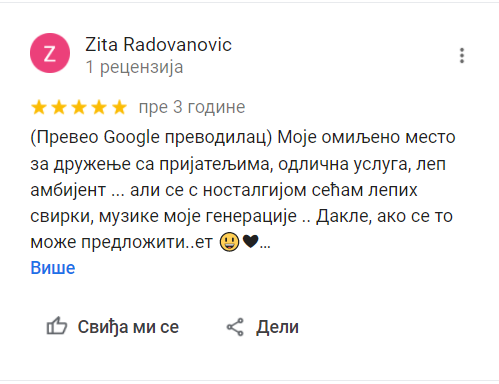 Z
Zita Radovanovic
1 рецензија
пре 3 године
(Превео Google преводилац) Моје омиљено место
за дружење са пријатељима, одлична услуга, леп
амбијент ... али се с носталгијом сећам лепих
свирки, музике моје генерације .. Дакле, ако се то
може предложити..ет 😃🖤...
Више
Свиђа ми се
Дели